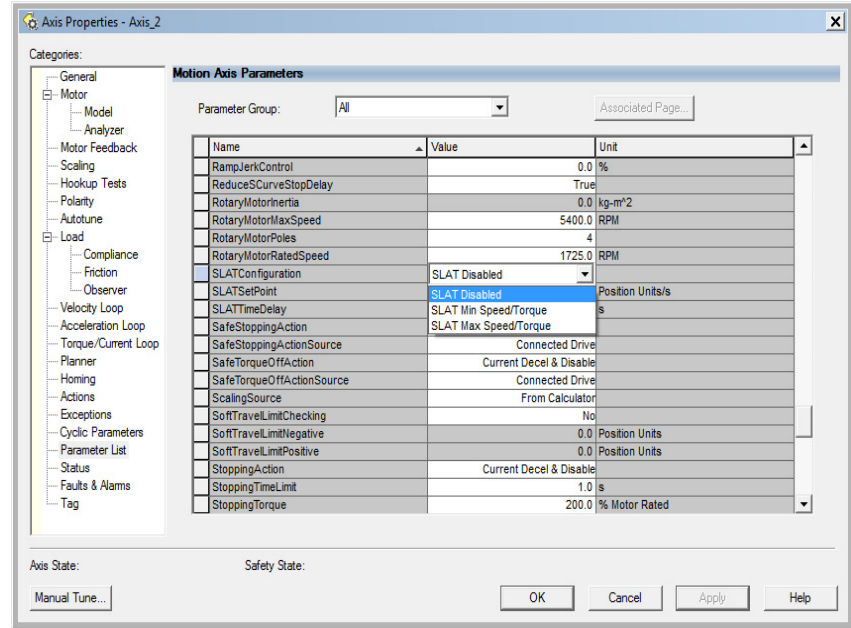 Axis Properties - Axis_2
X
Categories:
General
Motor
Model
Analyzer
Motor Feedback
Scaling
Hookup Tests
Polarity
Autotune
Load
Compliance
Friction
Observer
Velocity Loop
Acceleration Loop
Torque/Current Loop
Planner
Homing
Actions
Exceptions
Cyclic Parameters
Parameter List
Status
Faults & Alarms
Tag
Motion Axis Parameters
Parameter Group: All Associated Page...
Name Value Unit
RampJerkControl 0.0 %
ReduceSCurveStopDelay True
RotaryMotorInertia 0.0 kg-m^2
RotaryMotorMaxSpeed 5400.0 RPM
RotaryMotorPoles 4
RotaryMotorRatedSpeed 1725.0 RPM
SLATConfiguration SLAT Disabled
SLATSetPoint SLAT Disabled Position Units/s
SLATTimeDelay SLAT Min Speed/Torque s
SafeStoppingAction SLAT Max Speed/Torque
SafeStoppingActionSource Connected Drive
SafeTorqueOffAction Current Decel & Disable
SafeTorqueOffActionSource Connected Drive
ScalingSource From Calculator
SoftTravelLimitChecking No
SoftTravelLimitNegative 0.0 Position Units
SoftTravelLimitPositive 0.0 Position Units
StoppingAction Current Decel & Disable
StoppingTimeLimit 1.0 s
StoppingTorque 200.0 % Motor Rated
Axis State: Safety State:
Manual Tune... OK Cancel Apply Help